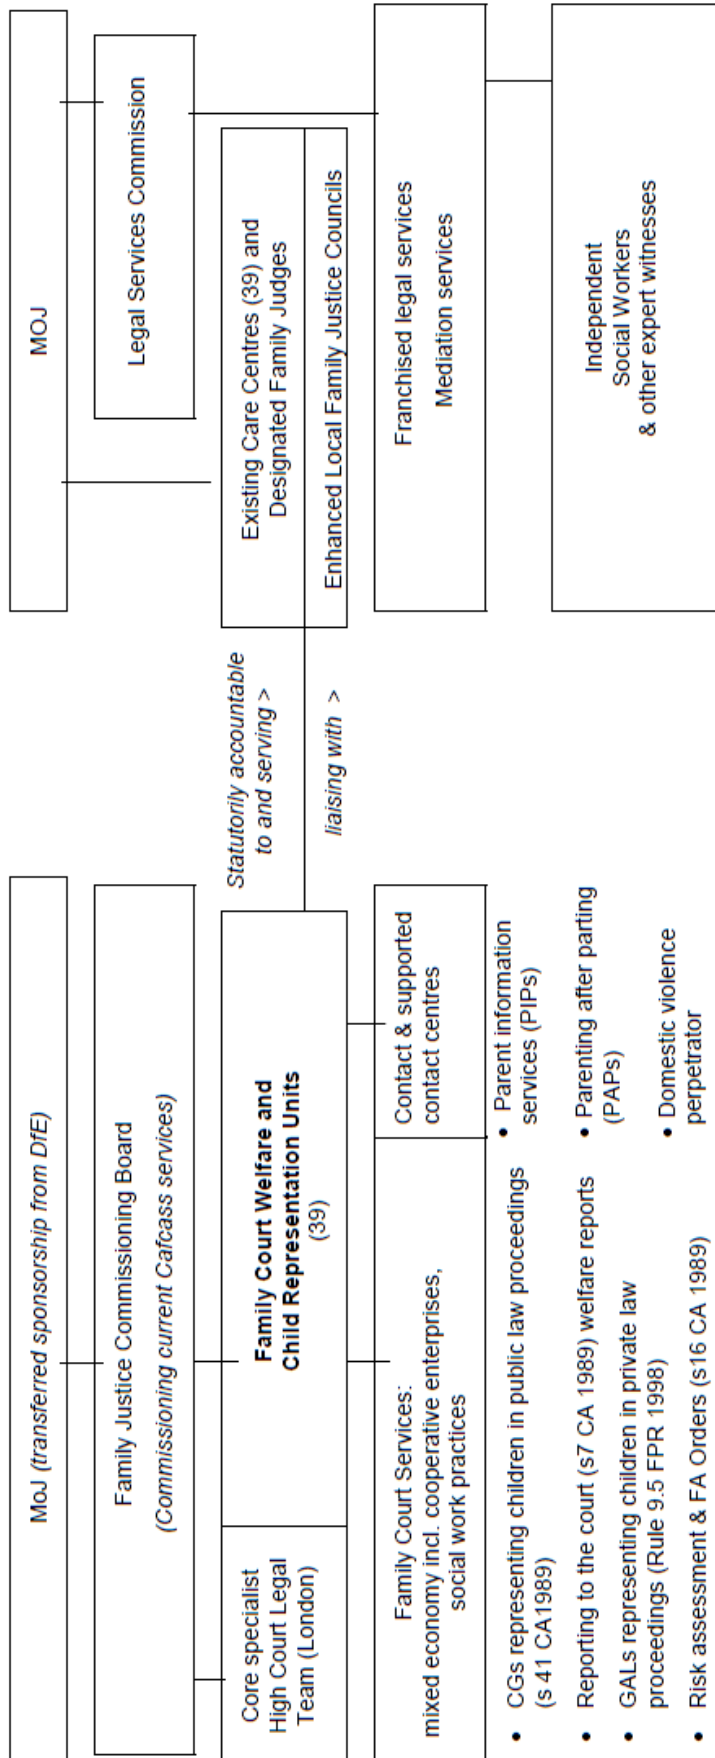 MoJ (transferred sponsorship from DfE)
Family Justice Commissioning Board
(Commissioning current Cafcass services)
Core specialist
High Court Legal
Team (London)
Family Court Welfare and
Child Representation Units
(39)
Family Court Services:
mixed economy incl. cooperative enterprises,
social work practices
Contact & supported
contact centres
• CGs representing children in public law proceedings
(s 41 CA1989)
• Reporting to the court (s7 CA 1989) welfare reports
• GALs representing children in private law
proceedings (Rule 9.5 FPR 1998)
• Risk assessment & FA Orders (s16 CA 1989)
• Parent information
services (PIPs)
• Parenting after parting
(PAPs)
• Domestic violence
perpetrator
Statutorily accountable
to and serving >
liaising with >
MOJ
Legal Services Commission
Existing Care Centres (39) and
Designated Family Judges
Enhanced Local Family Justice Councils
Franchised legal services
Mediation services
Independent
Social Workers
& other expert witnesses